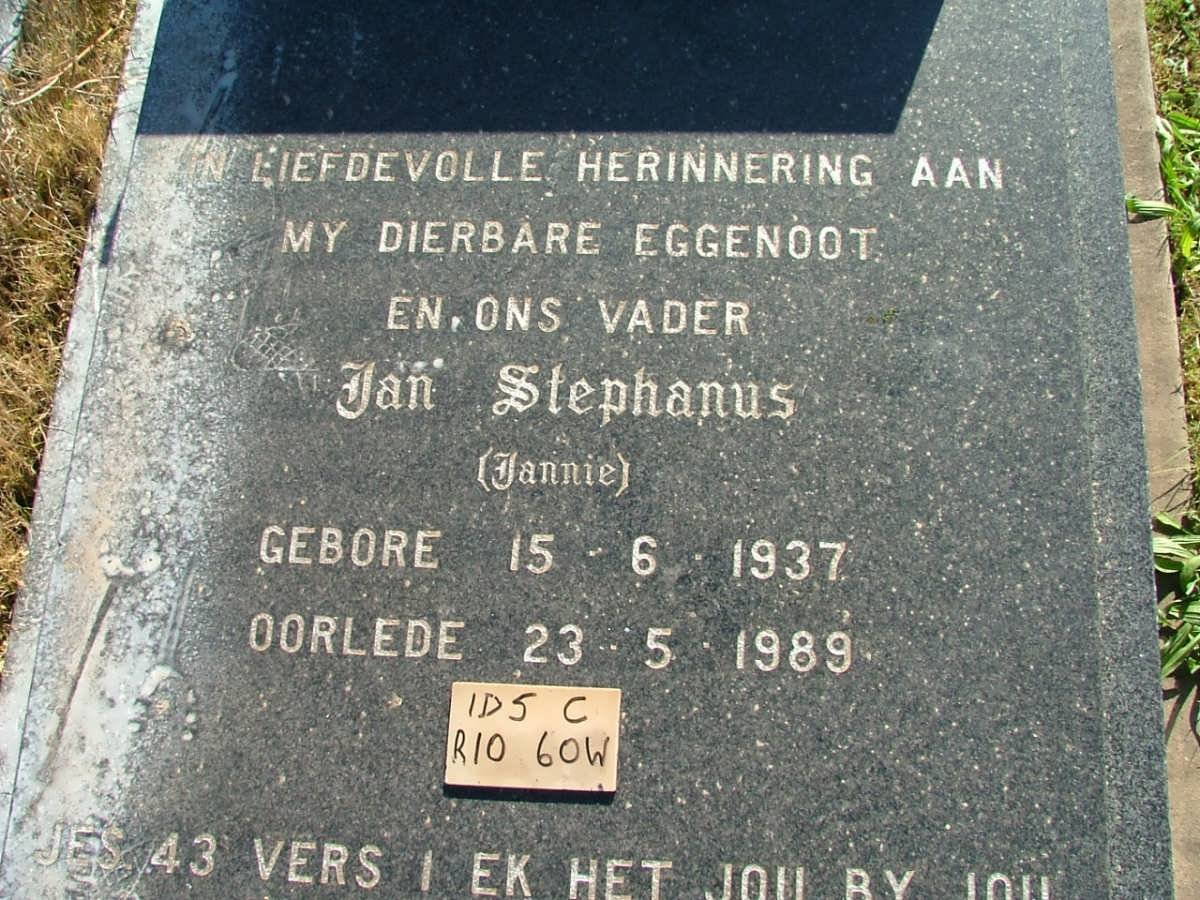 IN LIEFDEVOLLE HERINNERING AAN
MY DIERBARE EGGENOOT
EN ONS VADER
Jan Stephanus
(Jannie)
GEBORE 15 · 6 · 1937
OORLEDE 23 · 5 · 1989
1D5 C
R10 60W
JES 43 VERS 1 EK HET JOU BY JOU